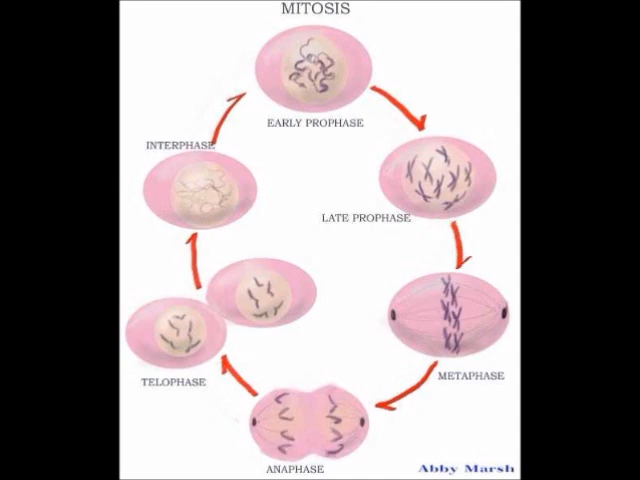 MITOSIS
EARLY PROPHASE
INTERPHASE
LATE PROPHASE
METAPHASE
TELOPHASE
ANAPHASE
Abby Marsh